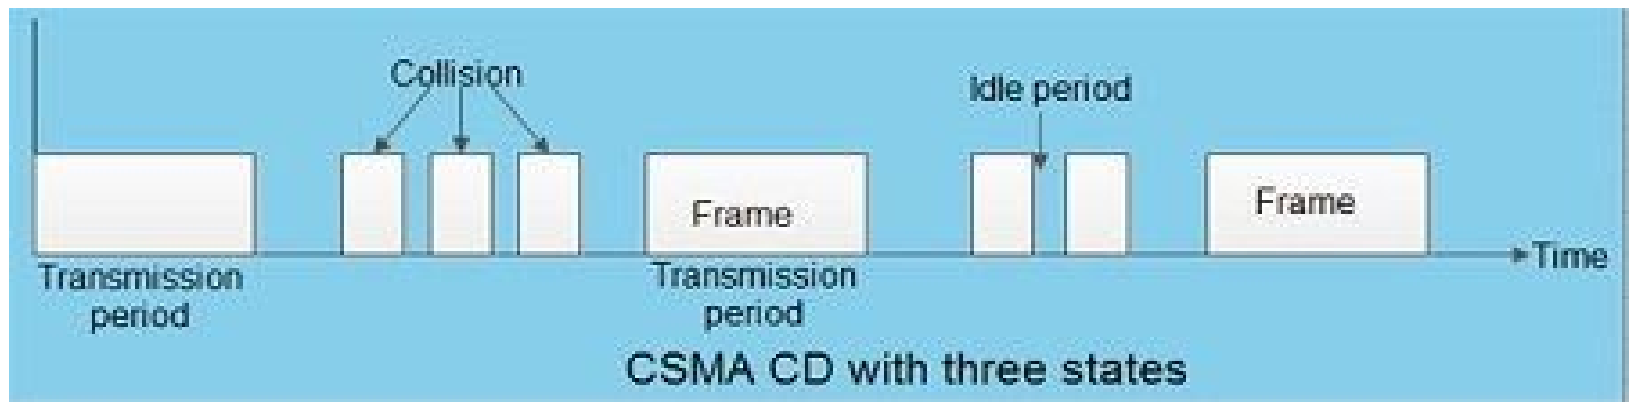 Collision
Idle period
Frame
Frame
Time
Transmission
period
Transmission
period
CSMA CD with three states